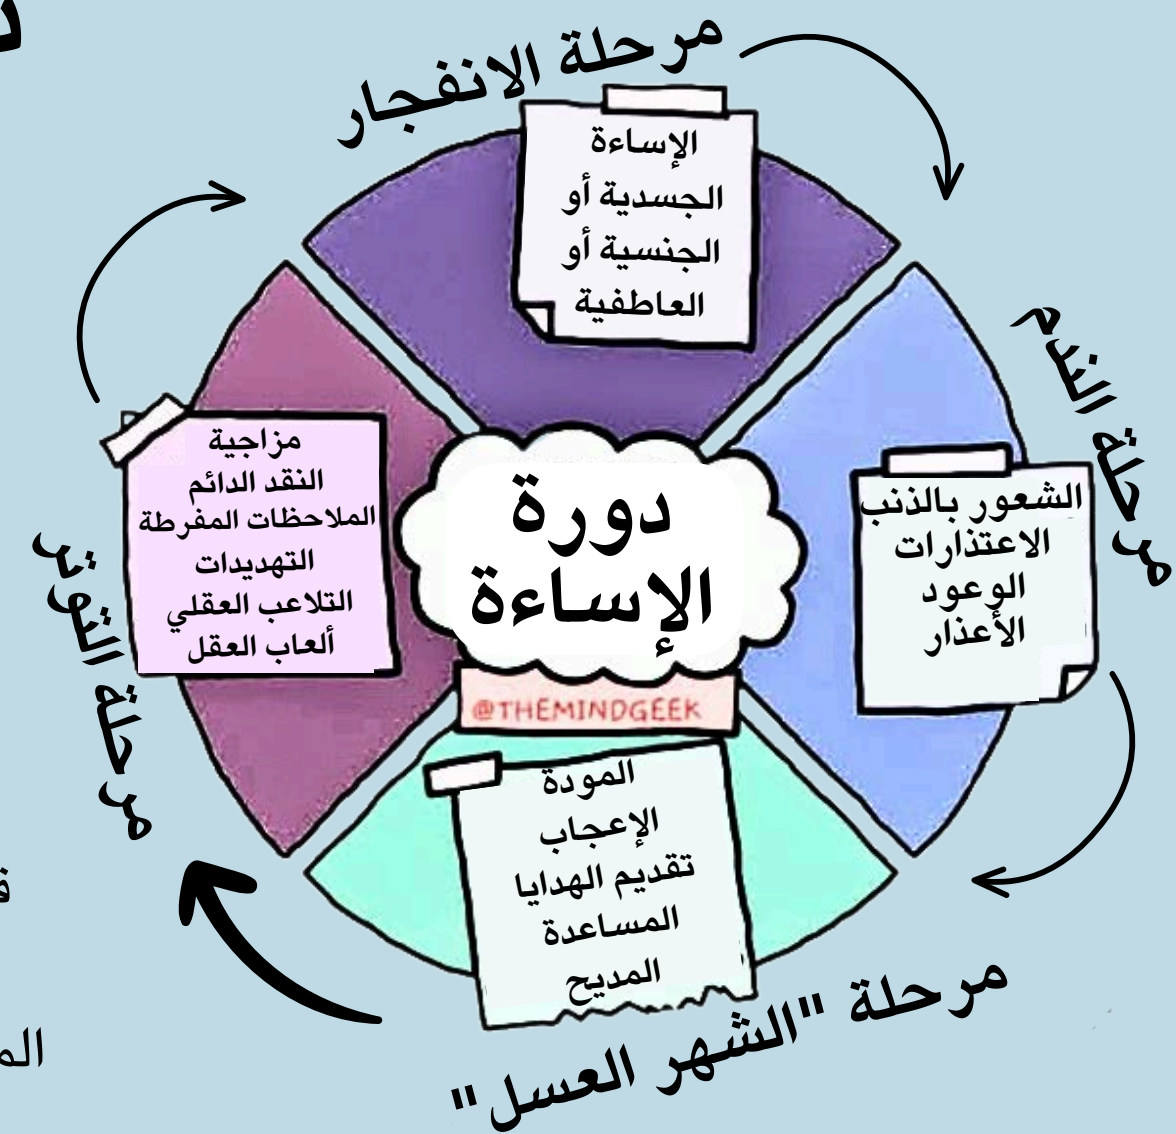 مرحلة الانفجار
الإساءة
الجسدية أو
الجنسية أو
العاطفية
مرحلة الندم
الشعور بالذنب
الاعتذارات
الوعود
الأعذار
مرحلة "الشهر العسل"
المودة
الإعجاب
تقديم الهدايا
المساعدة
المديح
مرحلة التوتر
مزاجية
النقد الدائم
الملاحظات المفرطة
التهديدات
التلاعب العقلي
ألعاب العقل
دورة
الإساءة
@THEMINDGEEK